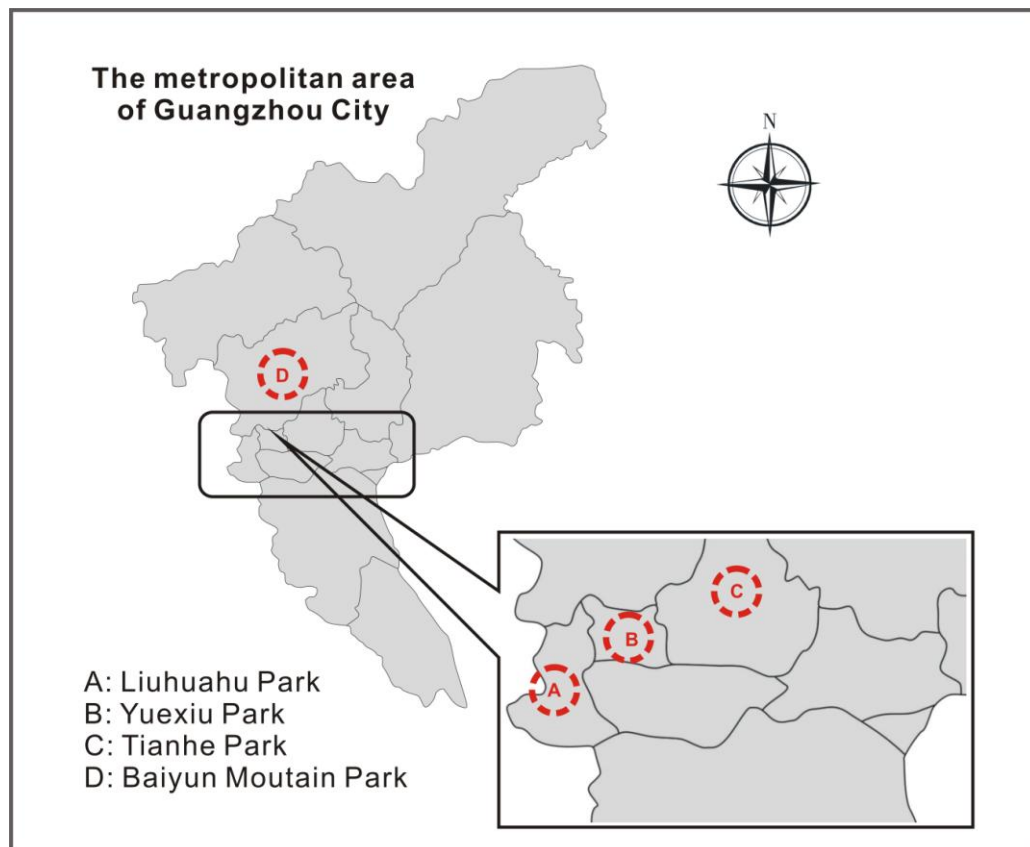 The metropolitan area
of Guangzhou City
N
D
C
B
A
A: Liuhuahu Park
B: Yuexiu Park
C: Tianhe Park
D: Baiyun Moutain Park